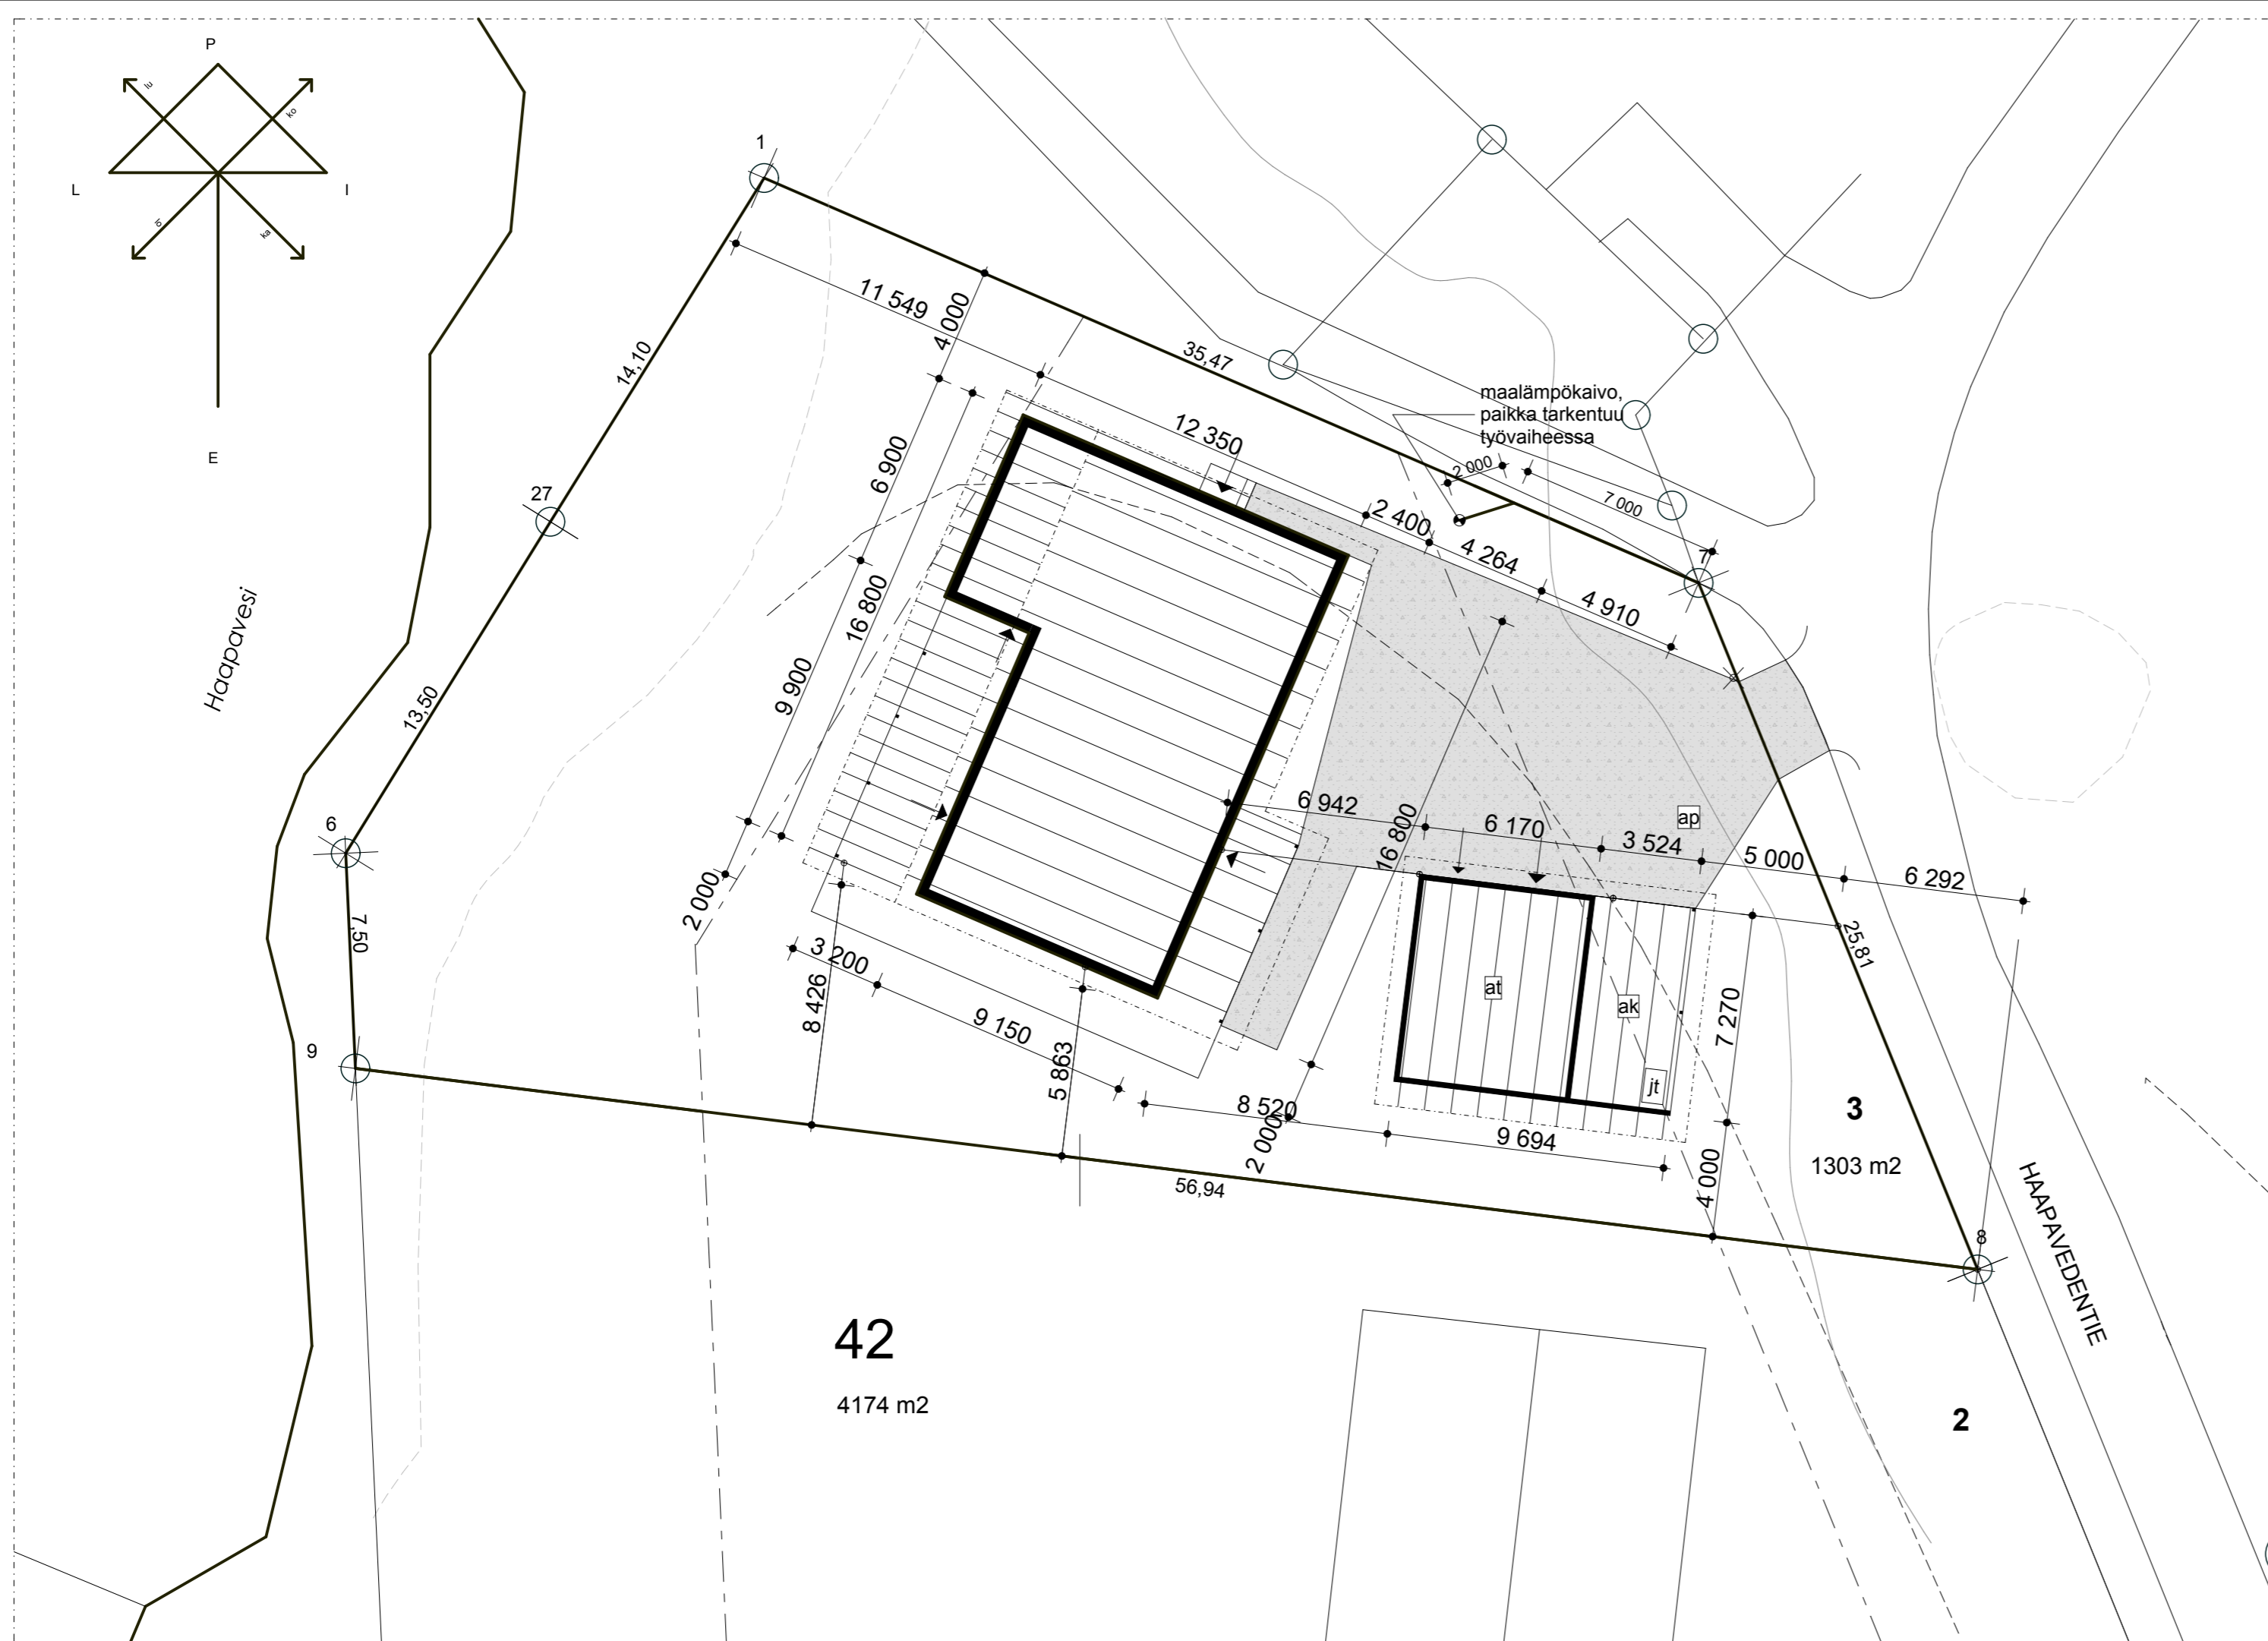 P
lu
ko
L
I
lo
ka
E
1
11 549
4 000
14,10
35,47
maalämpökaivo,
paikka tarkentuu
työvaiheessa
12 350
2 000
7 000
27
6 900
2 400
4 264
7
4 910
16 800
Haapavesi
9 900
13,50
6 942
16 800
6 170
ap
3 524
5 000
6 292
6
2 000
7,50
3 200
8 426
25,81
at
ak
7 270
9 150
9
5 863
jt
8 520
2 000
9 694
3
1303 m2
4 000
56,94
8
HAAPAVEDENTIE
42
4174 m2
2